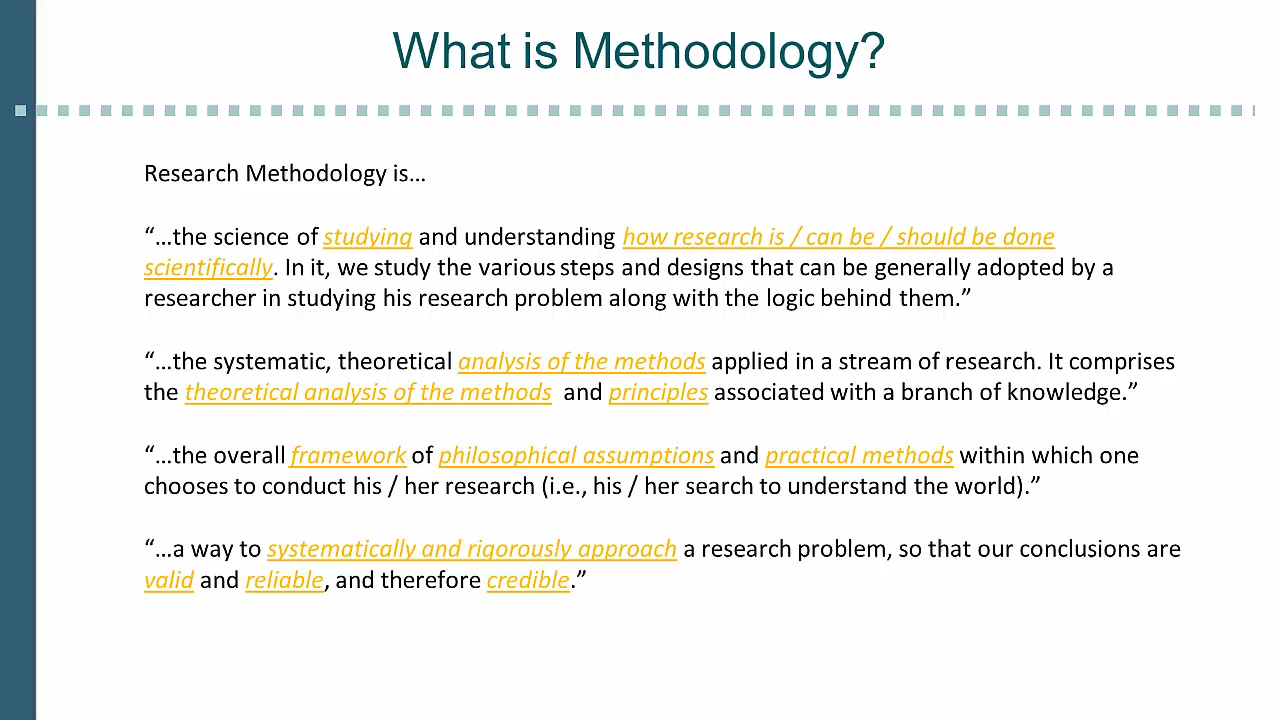 What is Methodology?
Research Methodology is…
“…the science of studying and understanding how research is / can be / should be done
scientifically. In it, we study the various steps and designs that can be generally adopted by a
researcher in studying his research problem along with the logic behind them.”
“…the systematic, theoretical analysis of the methods applied in a stream of research. It comprises
the theoretical analysis of the methods and principles associated with a branch of knowledge.”
“…the overall framework of philosophical assumptions and practical methods within which one
chooses to conduct his / her research (i.e., his / her search to understand the world).”
“…a way to systematically and rigorously approach a research problem, so that our conclusions are
valid and reliable, and therefore credible.”